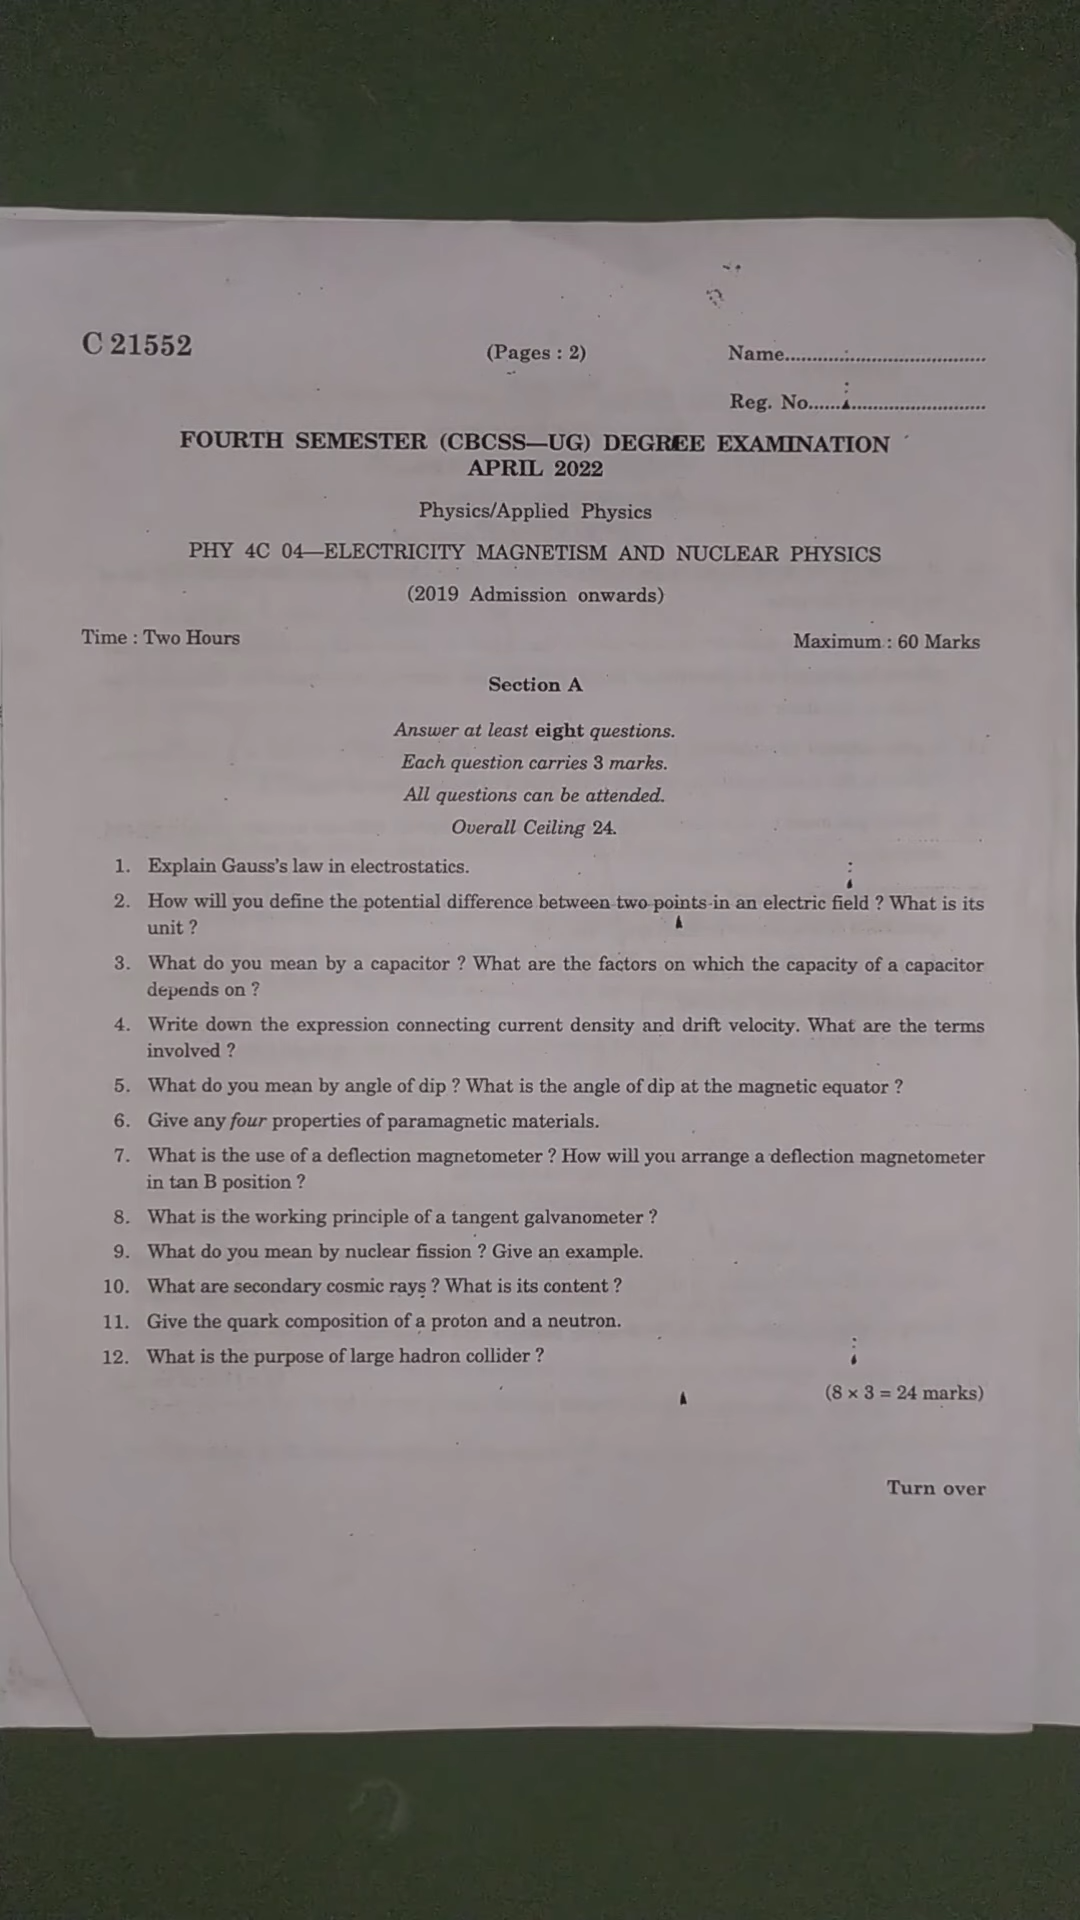 C 21552
(Pages : 2)
Name.......................................
Reg. No..................................
FOURTH SEMESTER (CBCSS—UG) DEGREE EXAMINATION
APRIL 2022
Physics/Applied Physics
PHY 4C 04—ELECTRICITY MAGNETISM AND NUCLEAR PHYSICS
(2019 Admission onwards)
Time : Two Hours
Maximum : 60 Marks
Section A
Answer at least eight questions.
Each question carries 3 marks.
All questions can be attended.
Overall Ceiling 24.
1. Explain Gauss's law in electrostatics.
2. How will you define the potential difference between two points in an electric field ? What is its
unit ?
3. What do you mean by a capacitor ? What are the factors on which the capacity of a capacitor
depends on ?
4. Write down the expression connecting current density and drift velocity. What are the terms
involved ?
5. What do you mean by angle of dip ? What is the angle of dip at the magnetic equator ?
6. Give any four properties of paramagnetic materials.
7. What is the use of a deflection magnetometer ? How will you arrange a deflection magnetometer
in tan B position ?
8. What is the working principle of a tangent galvanometer ?
9. What do you mean by nuclear fission ? Give an example.
10. What are secondary cosmic rays ? What is its content ?
11. Give the quark composition of a proton and a neutron.
12. What is the purpose of large hadron collider ?
(8 × 3 = 24 marks)
Turn over